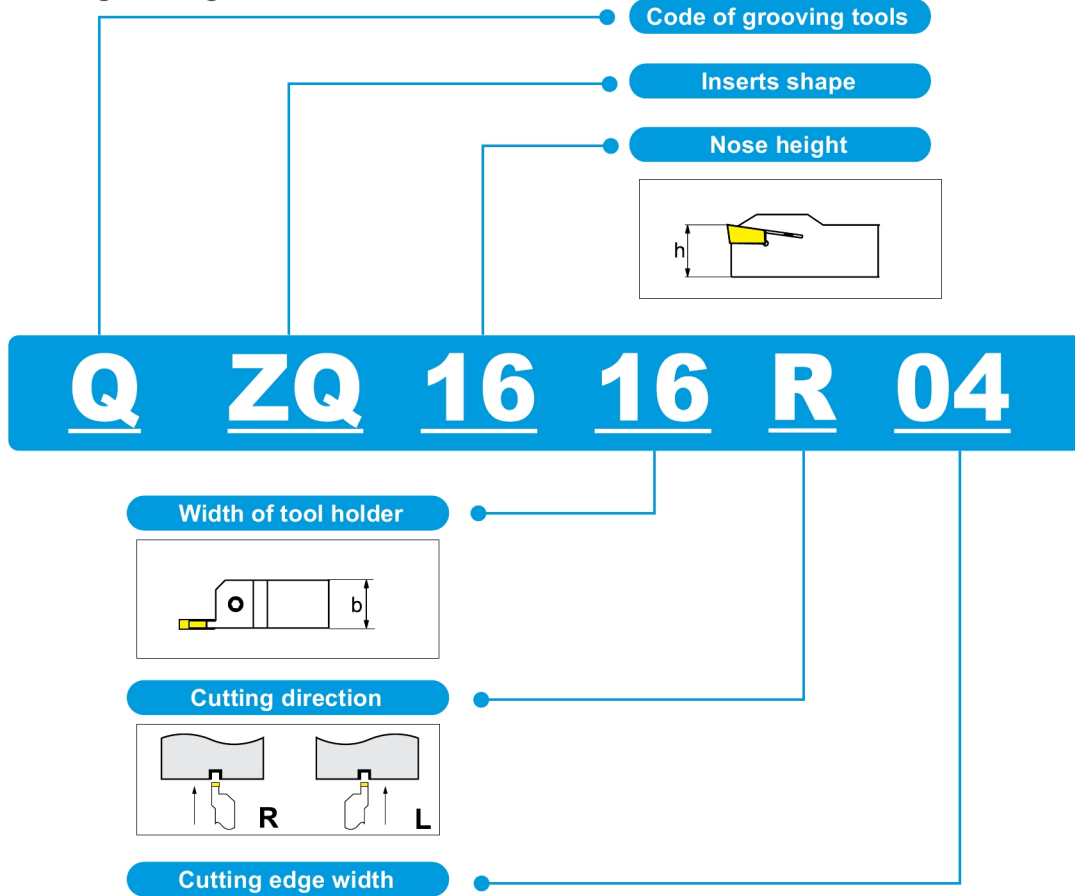 Code of grooving tools
Inserts shape
Nose height
h
Q ZQ 16 16 R 04
Width of tool holder
b
Cutting direction
R L
Cutting edge width